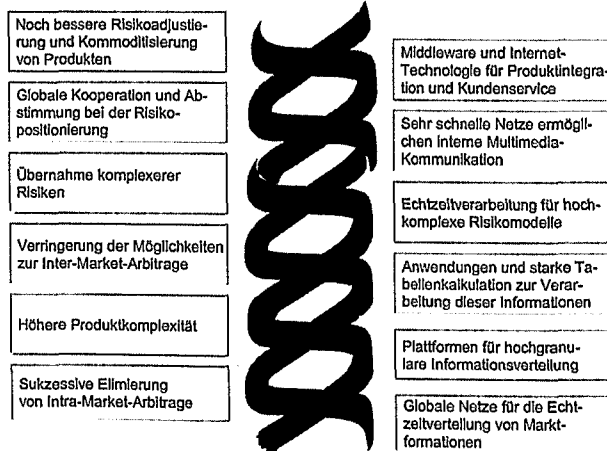 Noch bessere Risikoadjustie-
rung und Kommoditisierung
von Produkten
Globale Kooperation und Ab-
stimmung bei der Risiko-
positionierung
Übernahme komplexerer
Risiken
Verringerung der Möglichkeiten
zur Inter-Market-Arbitrage
Höhere Produktkomplexität
Sukzessive Elimierung
von Intra-Market-Arbitrage
Middleware und Internet-
Technologie für Produktintegra-
tion und Kundenservice
Sehr schnelle Netze ermögli-
chen interne Multimedia-
Kommunikation
Echtzeitverarbeitung für hoch-
komplexe Risikomodelle
Anwendungen und starke Ta-
bellenkalkulation zur Verar-
beitung dieser Informationen
Plattformen für hochgranu-
lare Informationsverteilung
Globale Netze für die Echt-
zeitverteilung von Markt-
formationen